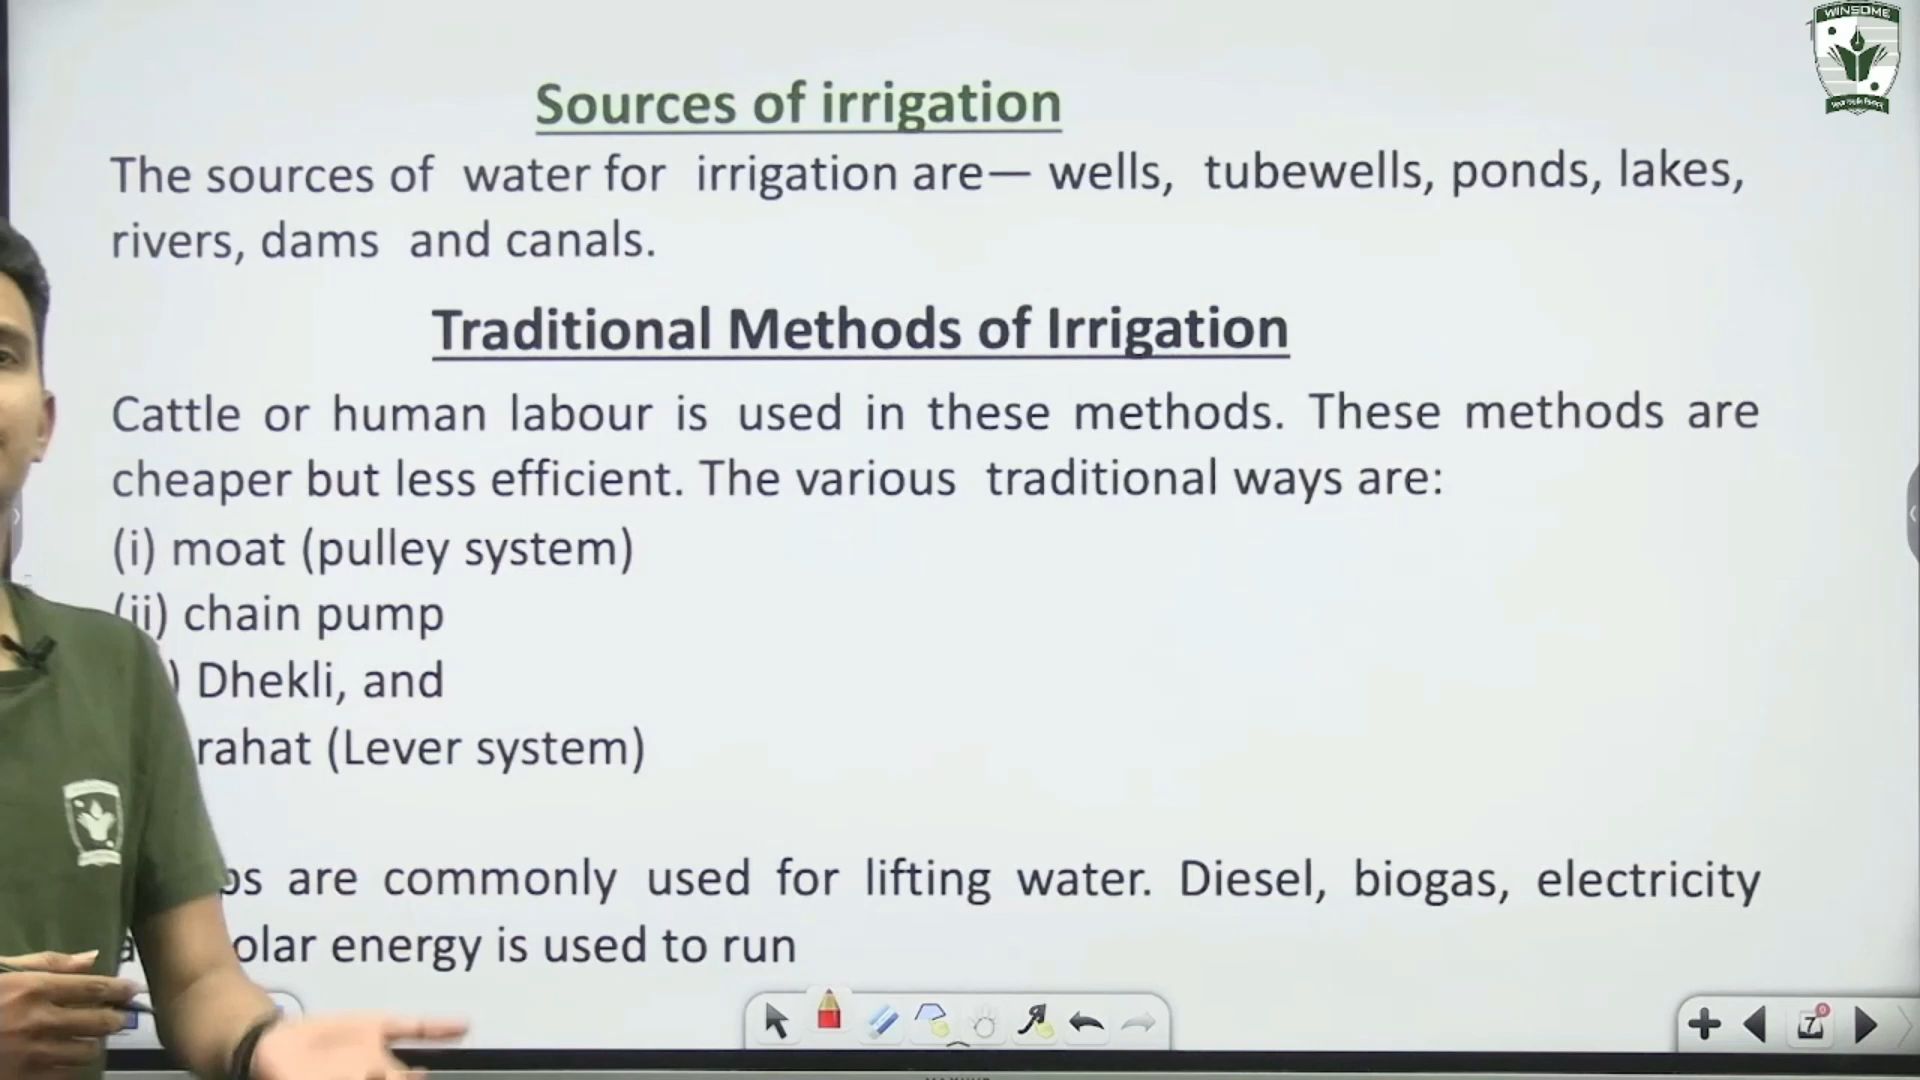 WINSOME
Sources of irrigation
The sources of water for irrigation are— wells, tubewells, ponds, lakes,
rivers, dams and canals.
Traditional Methods of Irrigation
Cattle or human labour is used in these methods. These methods are
cheaper but less efficient. The various traditional ways are:
(i) moat (pulley system)
(ii) chain pump
) Dhekli, and
rahat (Lever system)
are commonly used for lifting water. Diesel, biogas, electricity
energy is used to run
7
0